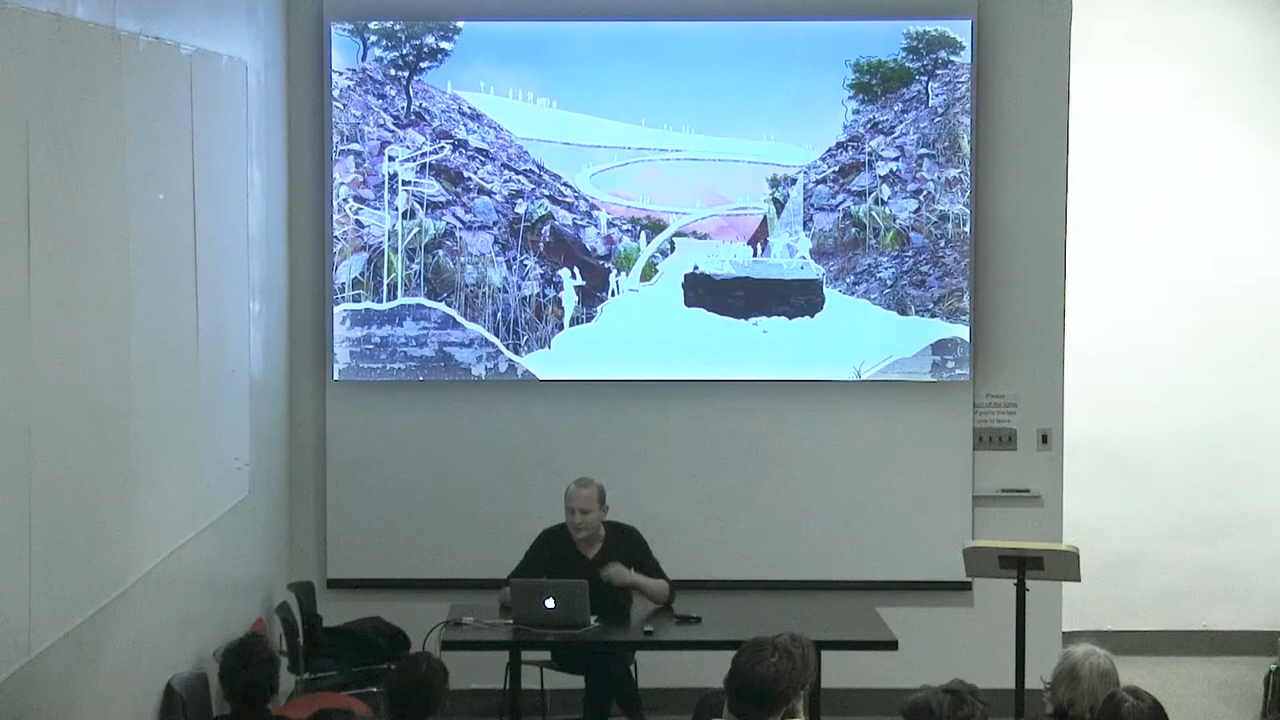 Please
turn off the lights
if you're the last
one to leave